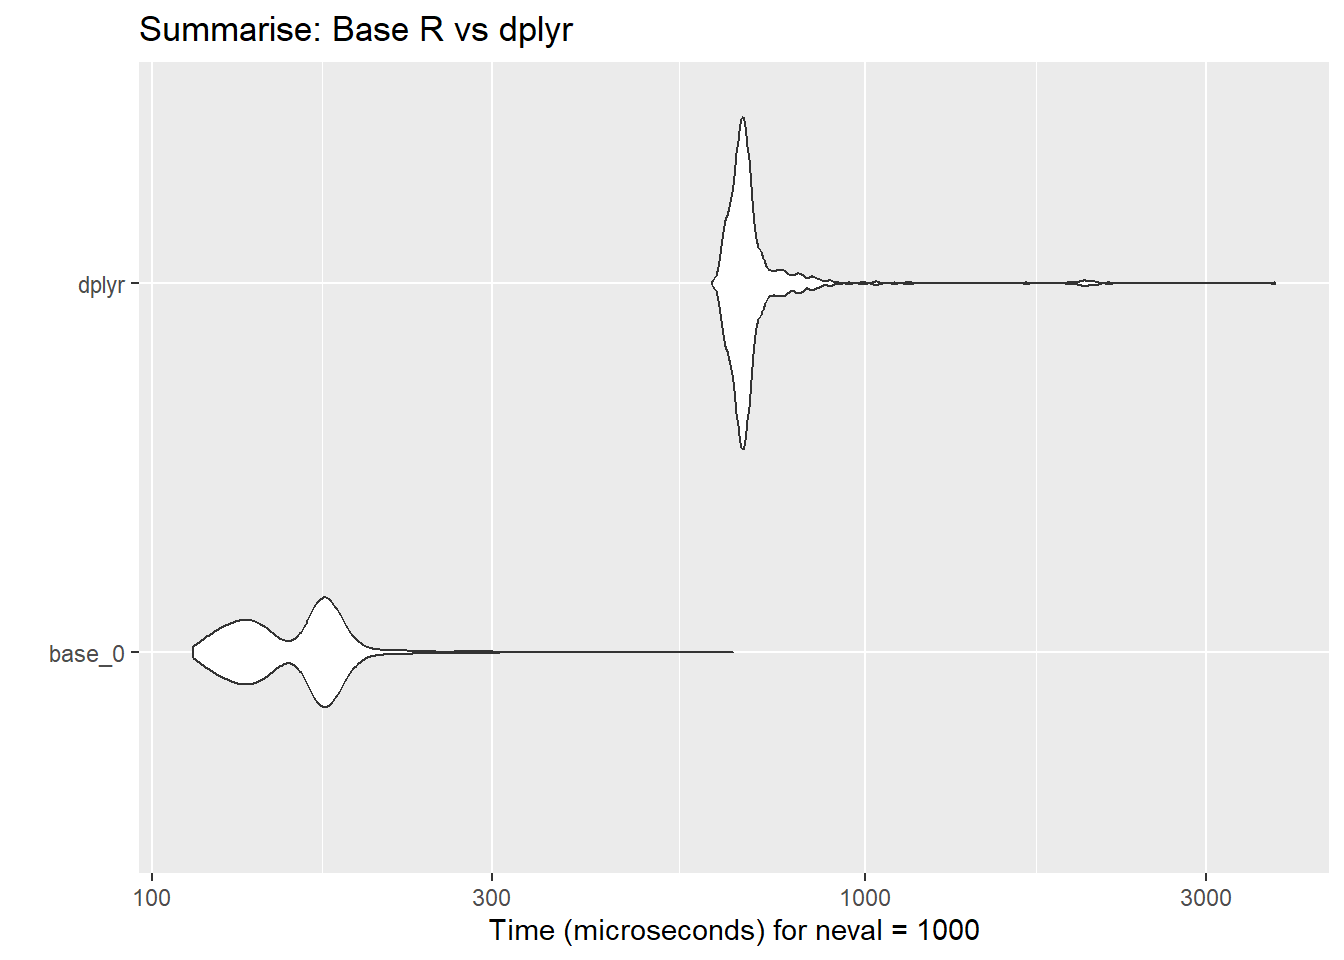 Summarise: Base R vs dplyr
dplyr
base_0
100 300 1000 3000
Time (microseconds) for neval = 1000